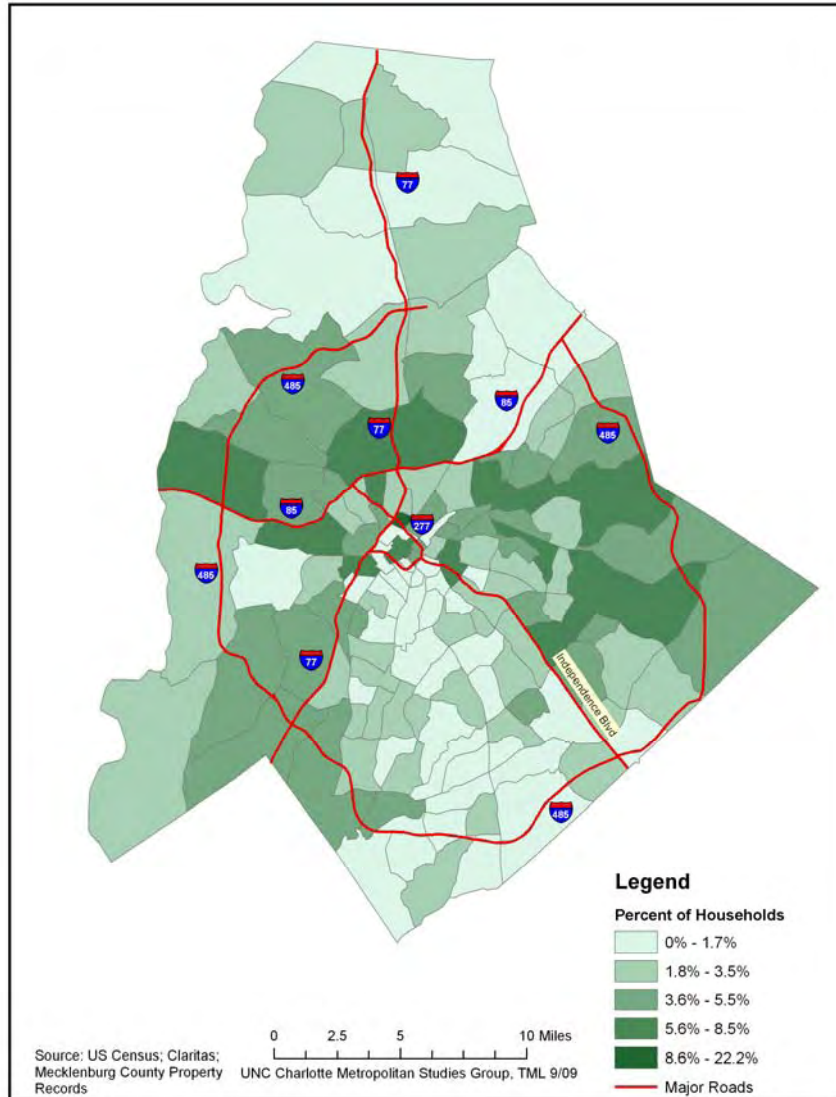 77
485
85
77
485
85
277
485
77
Independence Blvd
485
Legend
Percent of Households
0% - 1.7%
1.8% - 3.5%
3.6% - 5.5%
5.6% - 8.5%
8.6% - 22.2%
Major Roads
0 2.5 5 10 Miles
Source: US Census; Claritas;
Mecklenburg County Property
Records
UNC Charlotte Metropolitan Studies Group, TML 9/09